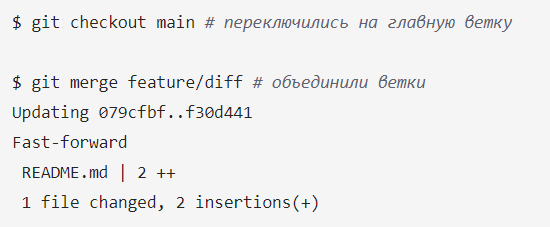 $ git checkout main # переключились на главную ветку
$ git merge feature/diff # объединили ветки
Updating 079cfbf..f30d441
Fast-forward
README.md | 2 ++
1 file changed, 2 insertions(+)